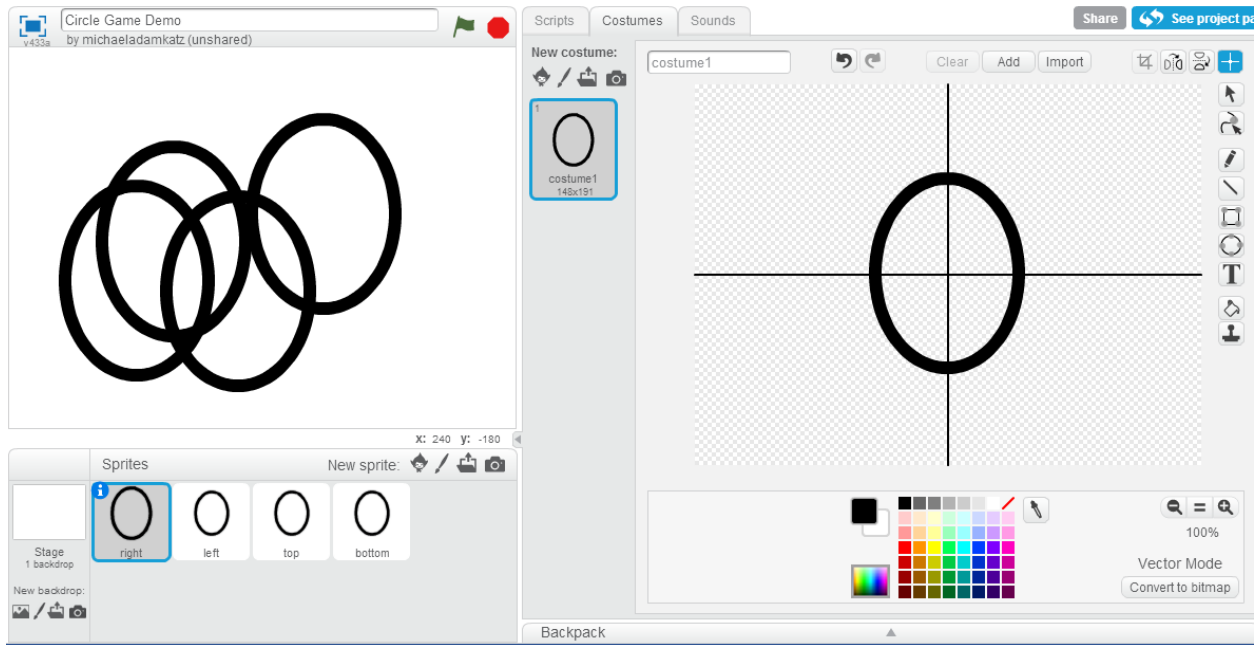 Circle Game Demo
v433a
by michaeladamkatz (unshared)
X: 240 y: -180
Sprites
New sprite:
Stage
1 backdrop
New backdrop:
right
left
top
bottom
Scripts
Costumes
Sounds
Share
See project pa
New costume:
1
costume1
148x191
costume1
Clear
Add
Import
T
100%
Vector Mode
Convert to bitmap
Backpack